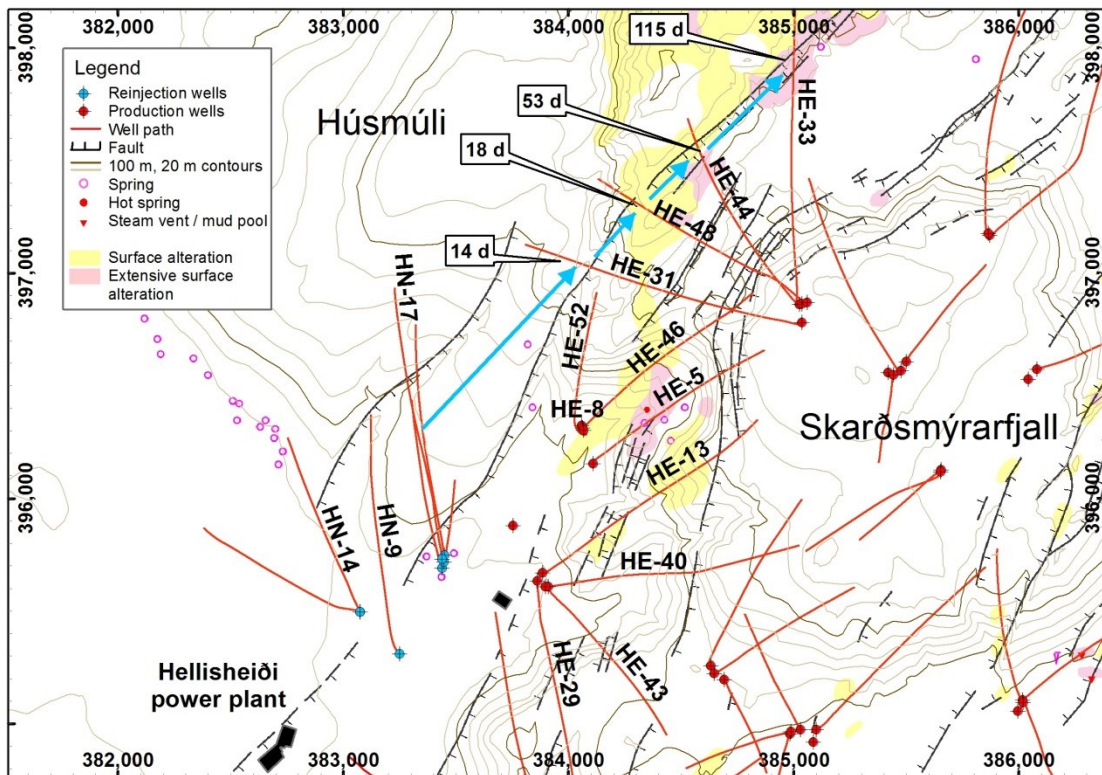 382,000
383,000
384,000
385,000
386,000
398,000
398,000
115 d
Legend
Reinjection wells
Production wells
Well path
Fault
100 m, 20 m contours
Spring
Hot spring
Steam vent / mud pool
Surface alteration
Extensive surface
alteration
Húsmúli
53 d
18 d
14 d
HE-33
HE-44
HE-48
HE-31
397,000
397,000
HN-17
HE-52
HE-46
HE-5
HE-8
Skarðsmýrarfjall
HE-13
396,000
396,000
HN-14
HN-9
HE-40
HE-29
HE-43
Hellisheiði
power plant
382,000
383,000
384,000
385,000
386,000